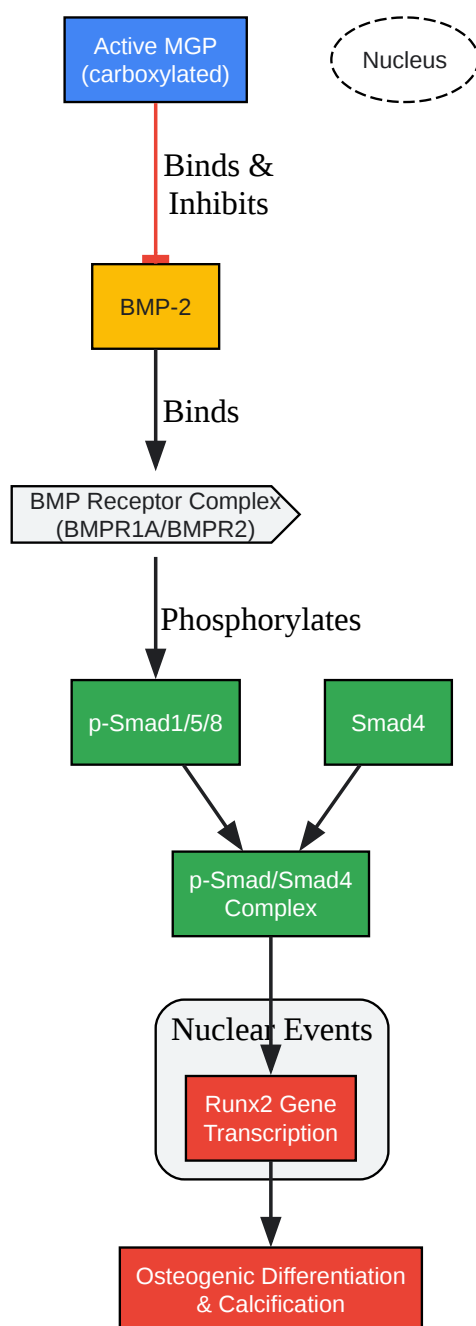 Active MGP
(carboxylated)
Nucleus
Binds &
Inhibits
BMP-2
Binds
BMP Receptor Complex
(BMPR1A/BMPR2)
Phosphorylates
p-Smad1/5/8
Smad4
p-Smad/Smad4
Complex
Nuclear Events
Runx2 Gene
Transcription
Osteogenic Differentiation
& Calcification